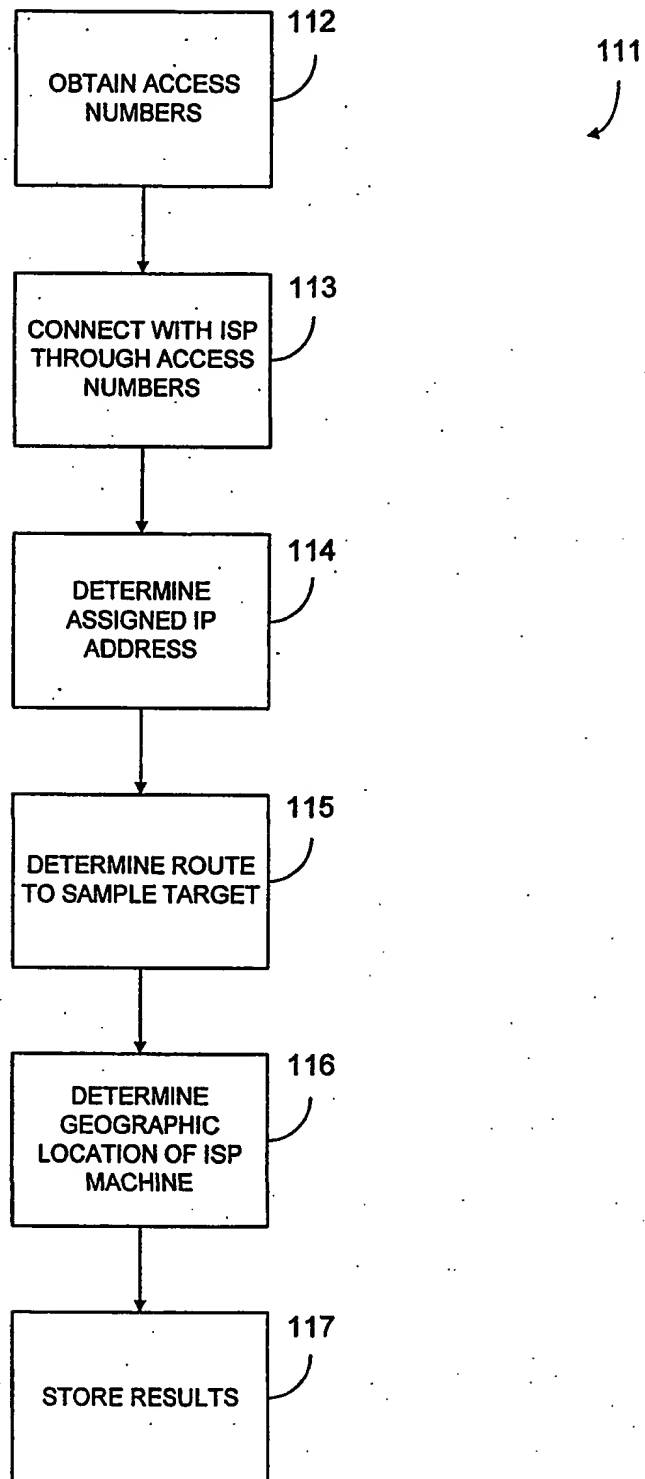 112
111
OBTAIN ACCESS
NUMBERS
113
CONNECT WITH ISP
THROUGH ACCESS
NUMBERS
114
DETERMINE
ASSIGNED IP
ADDRESS
115
DETERMINE ROUTE
TO SAMPLE TARGET
116
DETERMINE
GEOGRAPHIC
LOCATION OF ISP
MACHINE
117
STORE RESULTS